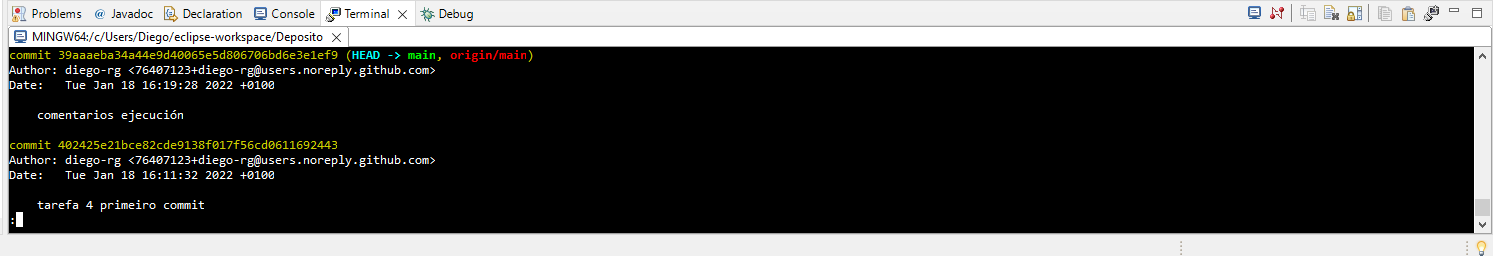 Problems @ Javadoc Declaration Console Terminal Debug
MINGW64:/c/Users/Diego/eclipse-workspace/Deposito
commit 39aaaeba34a44e9d40065e5d806706bd6e3e1ef9 (HEAD -> main, origin/main)
Author: diego-rg <76407123+diego-rg@users.noreply.github.com>
Date:   Tue Jan 18 16:19:28 2022 +0100
comentarios ejecución
commit 402425e21bce82cde9138f017f56cd0611692443
Author: diego-rg <76407123+diego-rg@users.noreply.github.com>
Date:   Tue Jan 18 16:11:32 2022 +0100
tarefa 4 primeiro commit
: